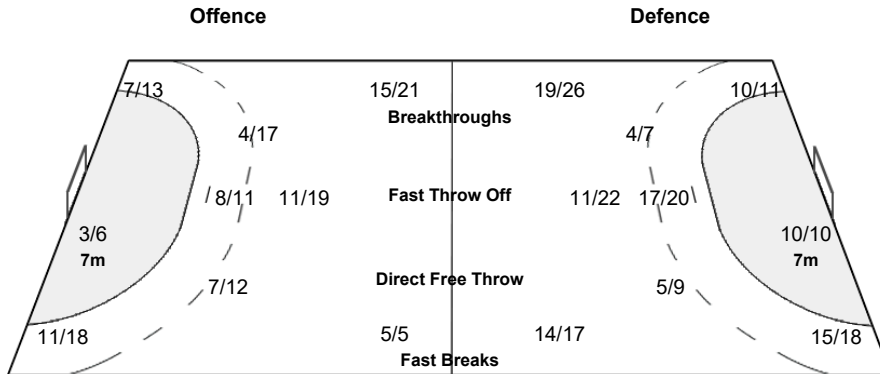 Offence Defence
7/13 15/21 19/26 10/11
Breakthroughs
4/17 4/7
8/11 11/19 Fast Throw Off 11/22 17/20
3/6 10/10
7m 7m
Direct Free Throw
7/12 5/9
11/18 5/5 14/17 15/18
Fast Breaks